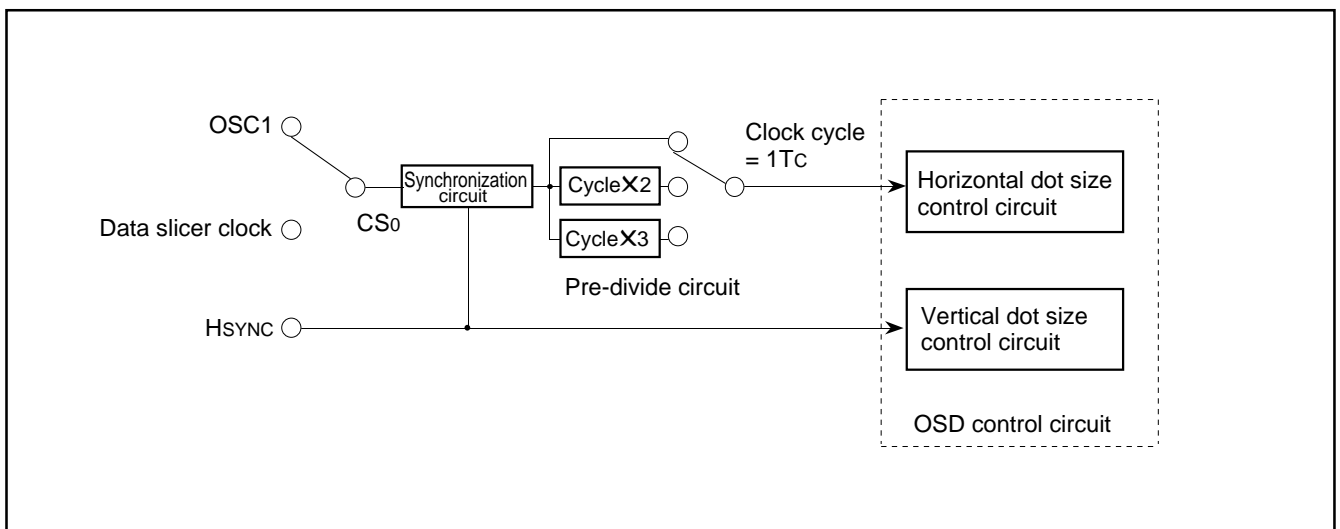 OSC1
Data slicer clock
HSYNC
CS0
Synchronization
circuit
Cycle×2
Cycle×3
Pre-divide circuit
Clock cycle
= 1TC
Horizontal dot size
control circuit
Vertical dot size
control circuit
OSD control circuit